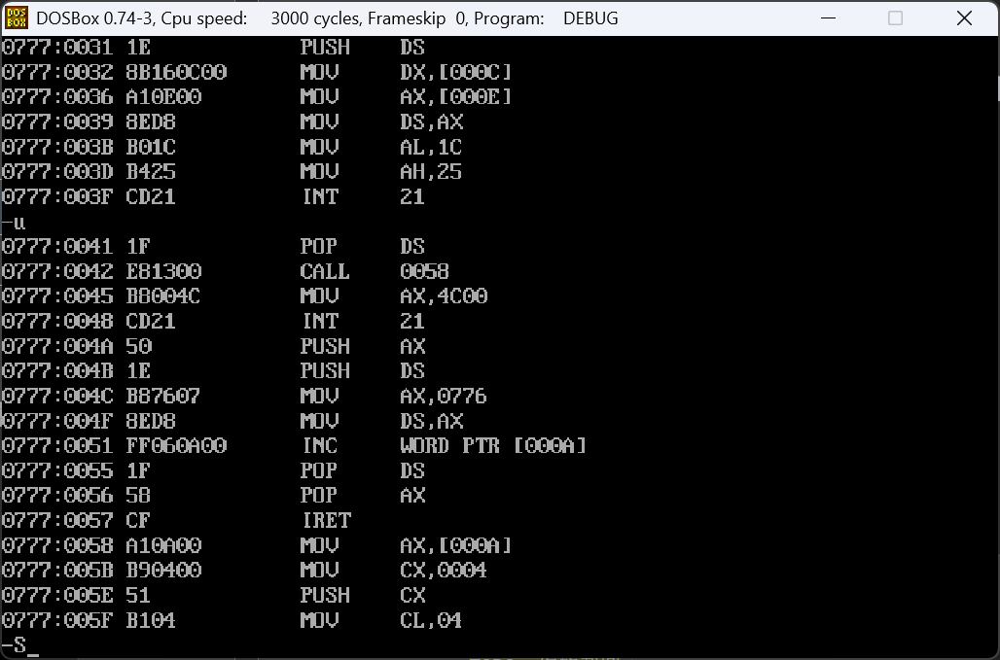 DOSBox 0.74-3, Cpu speed: 3000 cycles, Frameskip 0, Program: DEBUG
0777:0031 1E PUSH DS
0777:0032 8B160C00 MOV DX,[000C]
0777:0036 A10E00 MOV AX,[000E]
0777:0039 8ED8 MOV DS,AX
0777:003B B01C MOV AL,1C
0777:003D B425 MOV AH,25
0777:003F CD21 INT 21
-u
0777:0041 1F POP DS
0777:0042 E81300 CALL 0058
0777:0045 B8004C MOV AX,4C00
0777:0048 CD21 INT 21
0777:004A 50 PUSH AX
0777:004B 1E PUSH DS
0777:004C B87607 MOV AX,0776
0777:004F 8ED8 MOV DS,AX
0777:0051 FF060A00 INC WORD PTR [000A]
0777:0055 1F POP DS
0777:0056 58 POP AX
0777:0057 CF IRET
0777:0058 A10A00 MOV AX,[000A]
0777:005B B90400 MOV CX,0004
0777:005E 51 PUSH CX
0777:005F B104 MOV CL,04
-S_